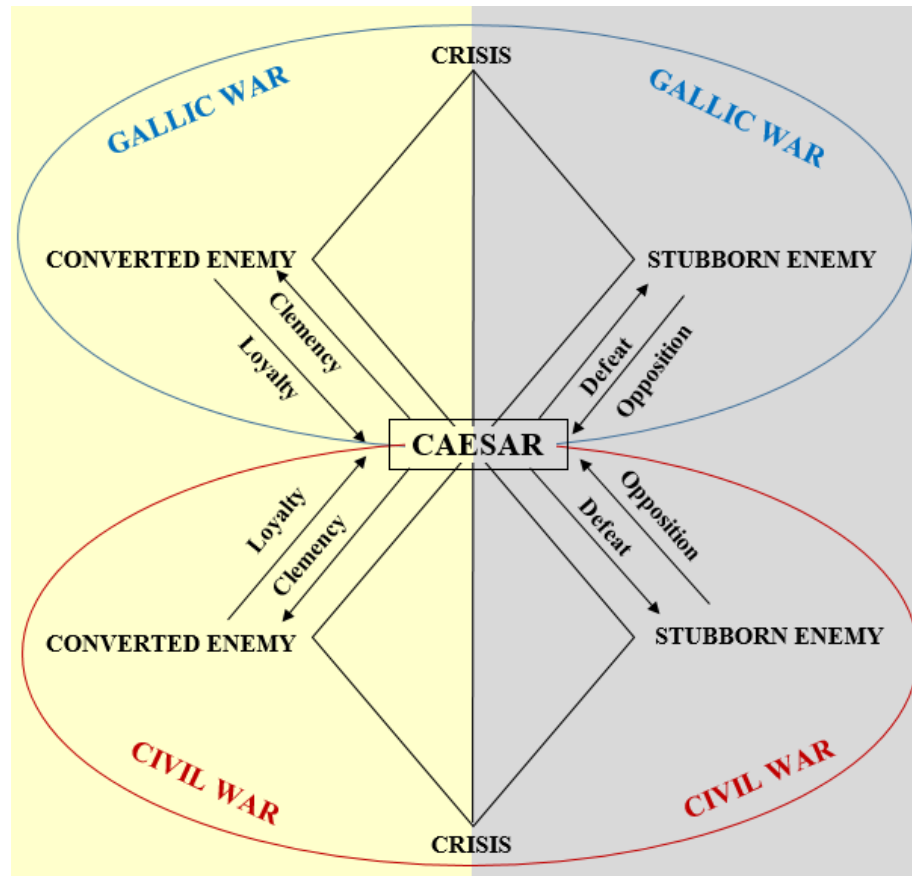 CRISIS
GALLIC WAR
GALLIC WAR
CONVERTED ENEMY
STUBBORN ENEMY
Clemency
Loyalty
Defeat
Opposition
CAESAR
Loyalty
Clemency
Defeat
Opposition
CONVERTED ENEMY
STUBBORN ENEMY
CIVIL WAR
CIVIL WAR
CRISIS